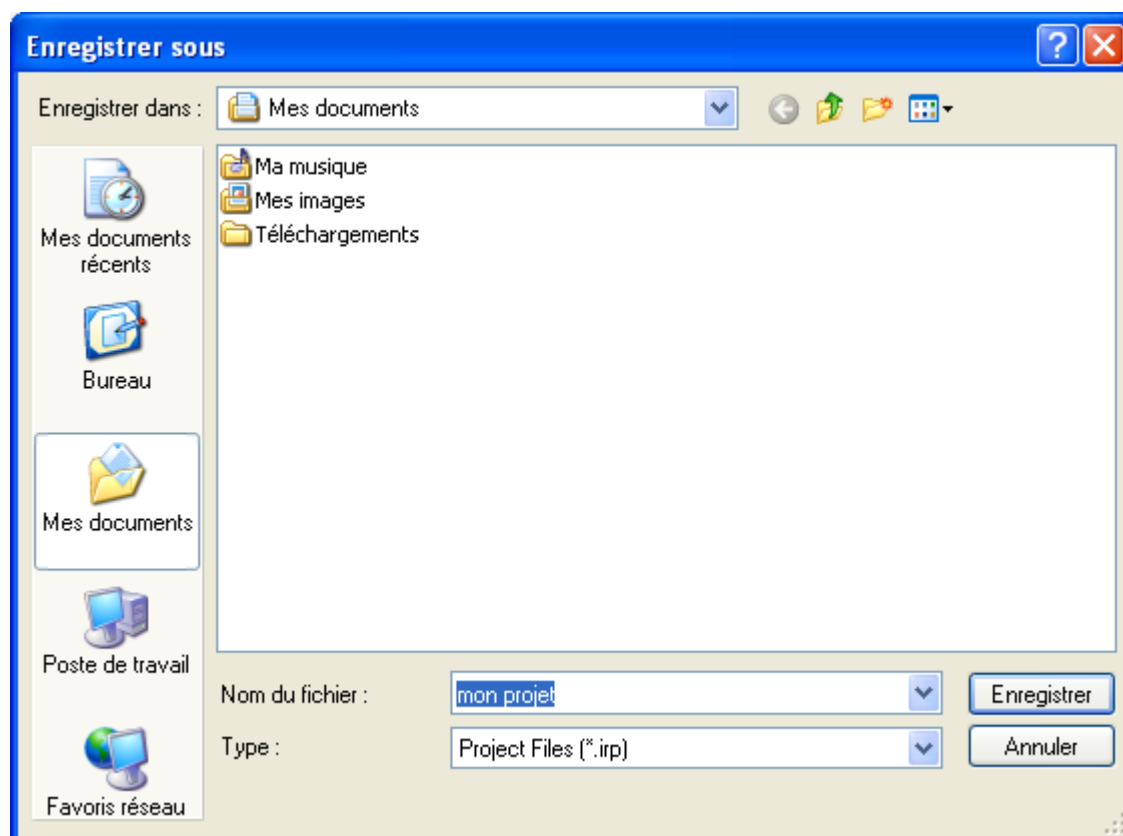 Enregistrer sous
Enregistrer dans :
Mes documents
Ma musique
Mes images
Téléchargements
Mes documents
récents
Bureau
Mes documents
Poste de travail
Favoris réseau
Nom du fichier :
mon projet
Enregistrer
Type :
Project Files (*.irp)
Annuler